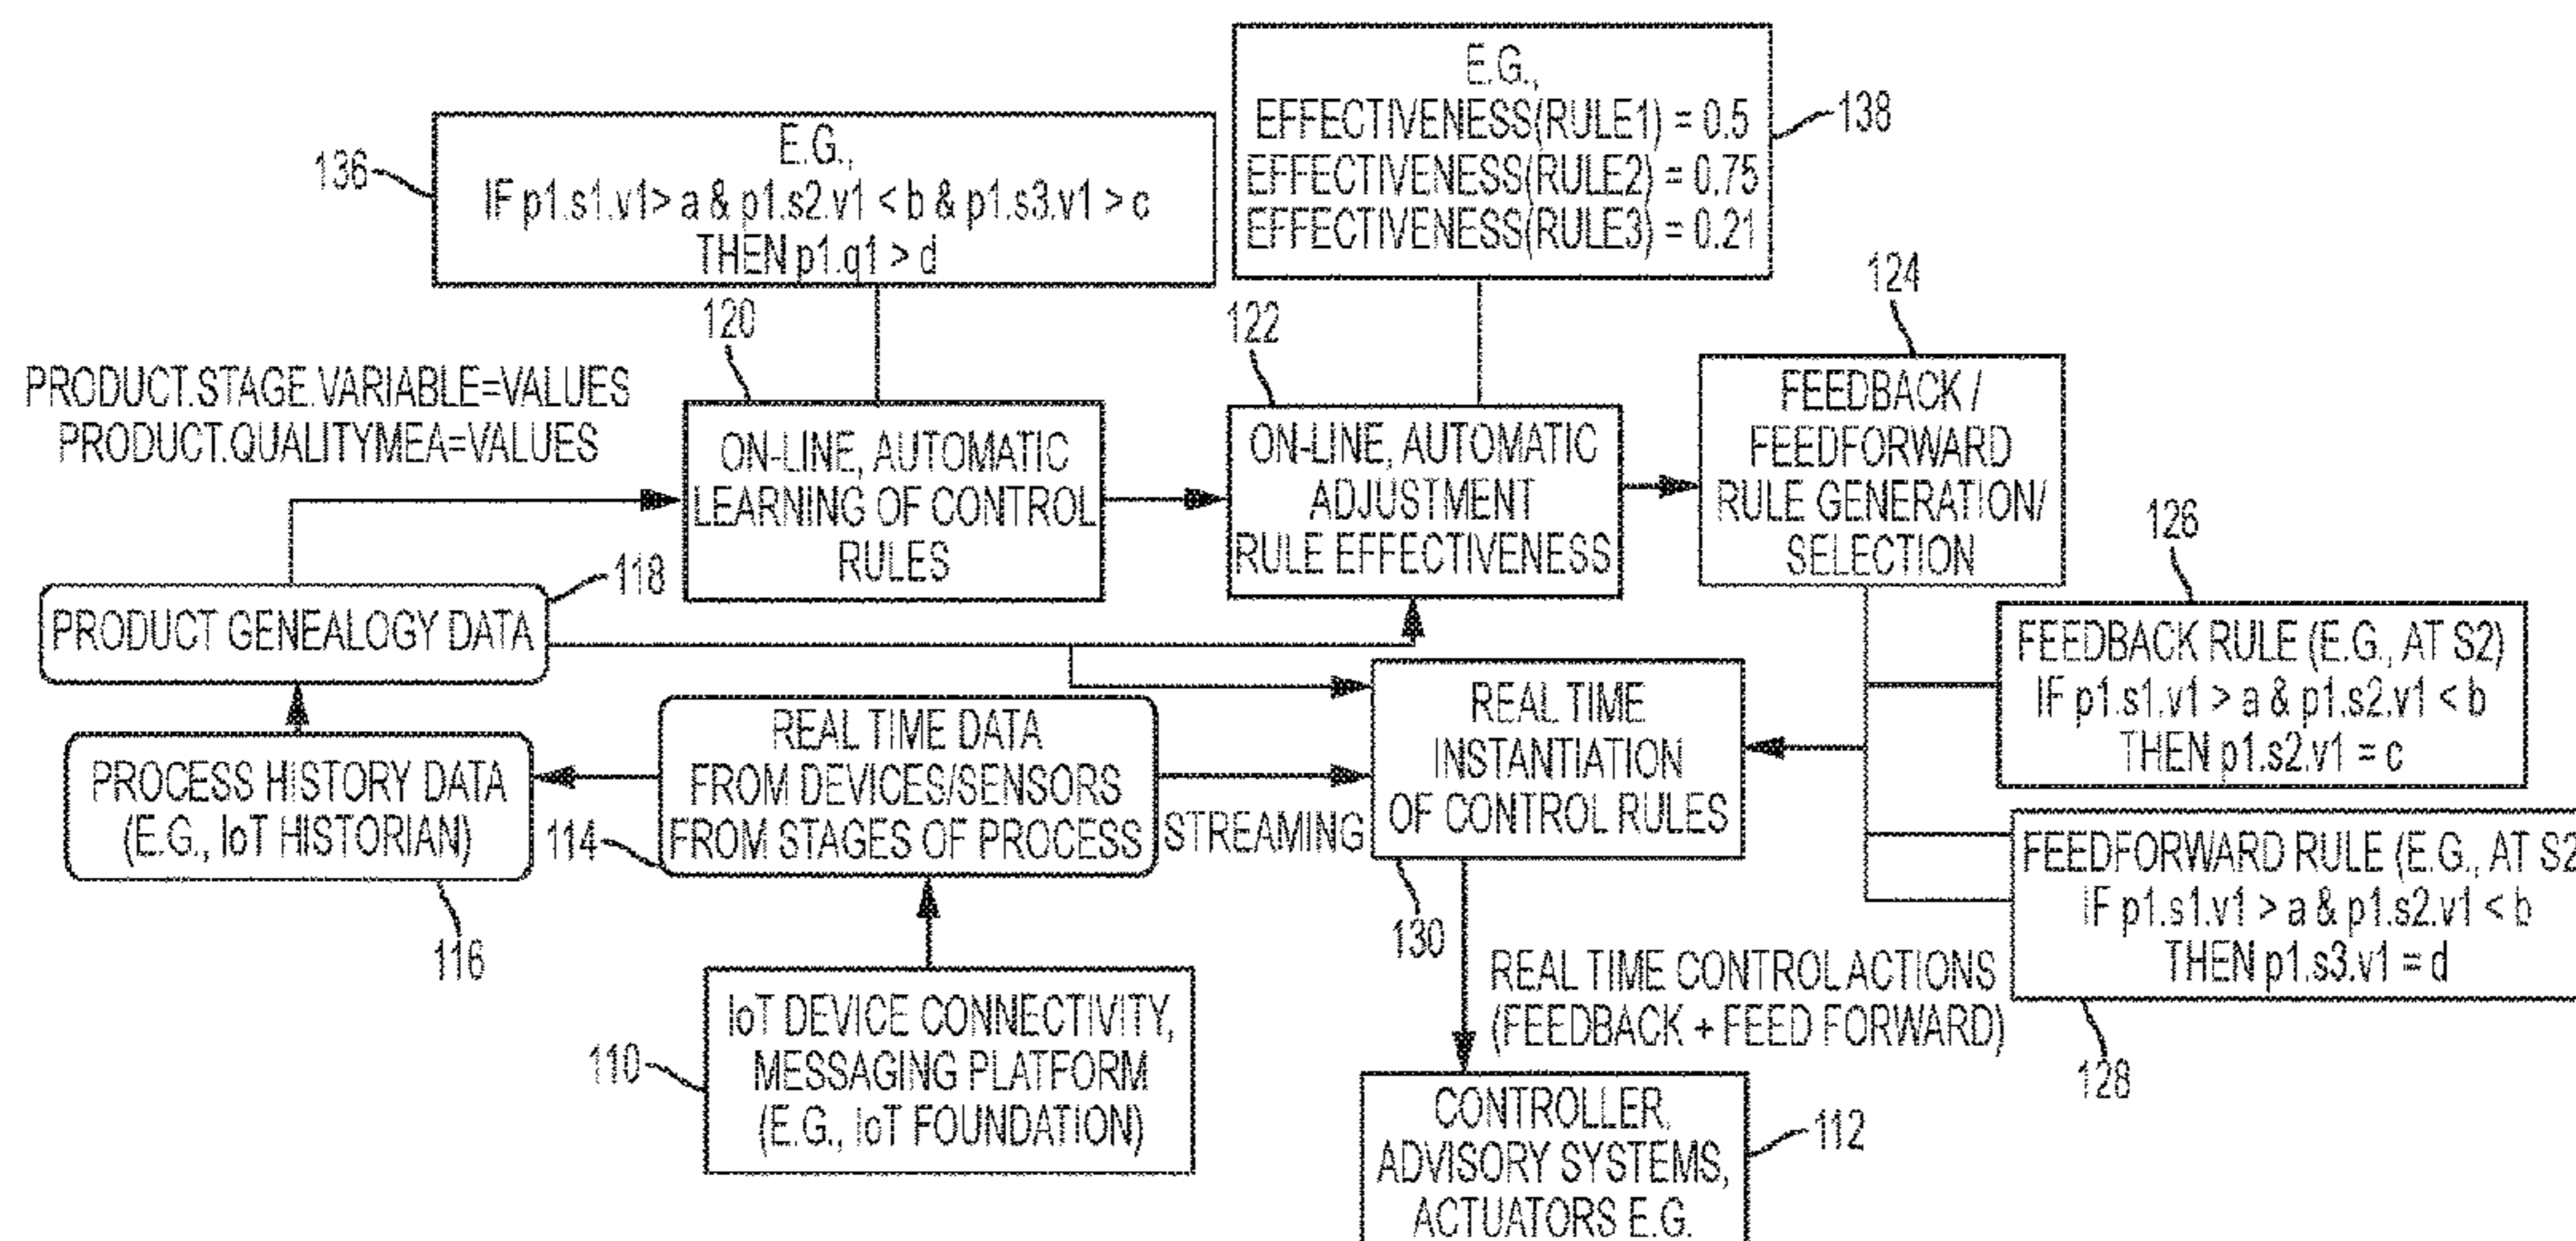 E.G.,
EFFECTIVENESS(RULE1) = 0.5
EFFECTIVENESS(RULE2) = 0.75
EFFECTIVENESS(RULE3) = 0.21
138
136
E.G.,
IF p1.s1.v1> a & p1.s2.v1 < b & p1.s3.v1 > c
THEN p1.q1 > d
120
122
124
PRODUCT.STAGE.VARIABLE=VALUES
PRODUCT.QUALITYMEA=VALUES
ON-LINE, AUTOMATIC
LEARNING OF CONTROL
RULES
ON-LINE, AUTOMATIC
ADJUSTMENT
RULE EFFECTIVENESS
FEEDBACK /
FEEDFORWARD
RULE GENERATION/
SELECTION
126
118
PRODUCT GENEALOGY DATA
FEEDBACK RULE (E.G., AT S2)
IF p1.s1.v1 > a & p1.s2.v1 < b
THEN p1.s2.v1 = c
PROCESS HISTORY DATA
(E.G., IoT HISTORIAN)
116
REAL TIME DATA
FROM DEVICES/SENSORS
FROM STAGES OF PROCESS
114
STREAMING
REAL TIME
INSTANTIATION
OF CONTROL RULES
130
FEEDFORWARD RULE (E.G., AT S2
IF p1.s1.v1 > a & p1.s2.v1 < b
THEN p1.s3.v1 = d
128
REAL TIME CONTROL ACTIONS
(FEEDBACK + FEED FORWARD)
110
IoT DEVICE CONNECTIVITY,
MESSAGING PLATFORM
(E.G., IoT FOUNDATION)
CONTROLLER,
ADVISORY SYSTEMS,
ACTUATORS E.G.
112